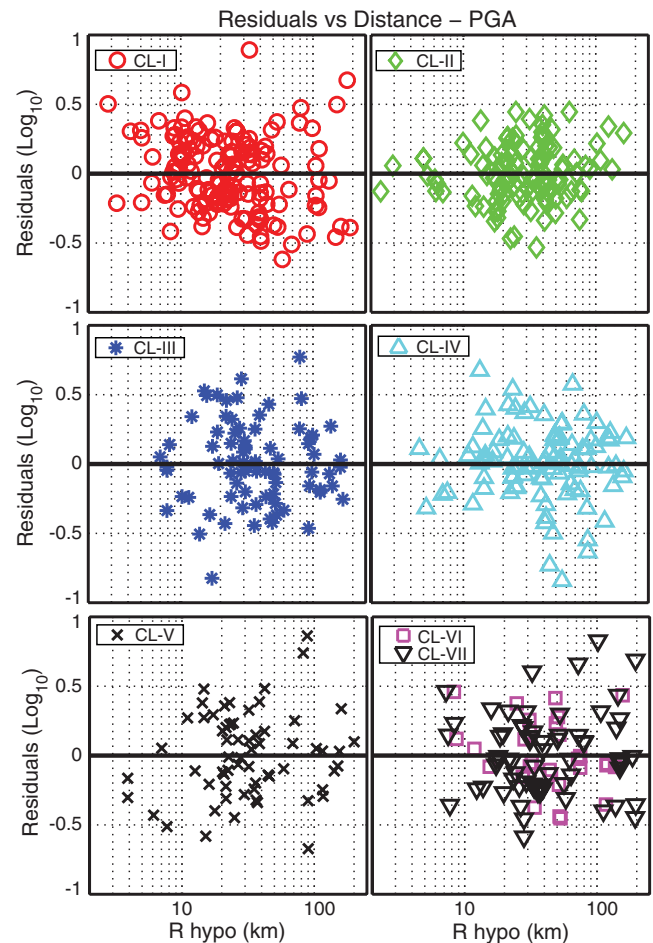 Residuals vs Distance – PGA
Residuals (Log10)
1
0.5
0
-0.5
-1
CL-I
CL-II
Residuals (Log10)
0.5
0
-0.5
-1
CL-III
CL-IV
Residuals (Log10)
0.5
0
-0.5
-1
CL-V
CL-VI
CL-VII
10 100
10 100
R hypo (km)
R hypo (km)